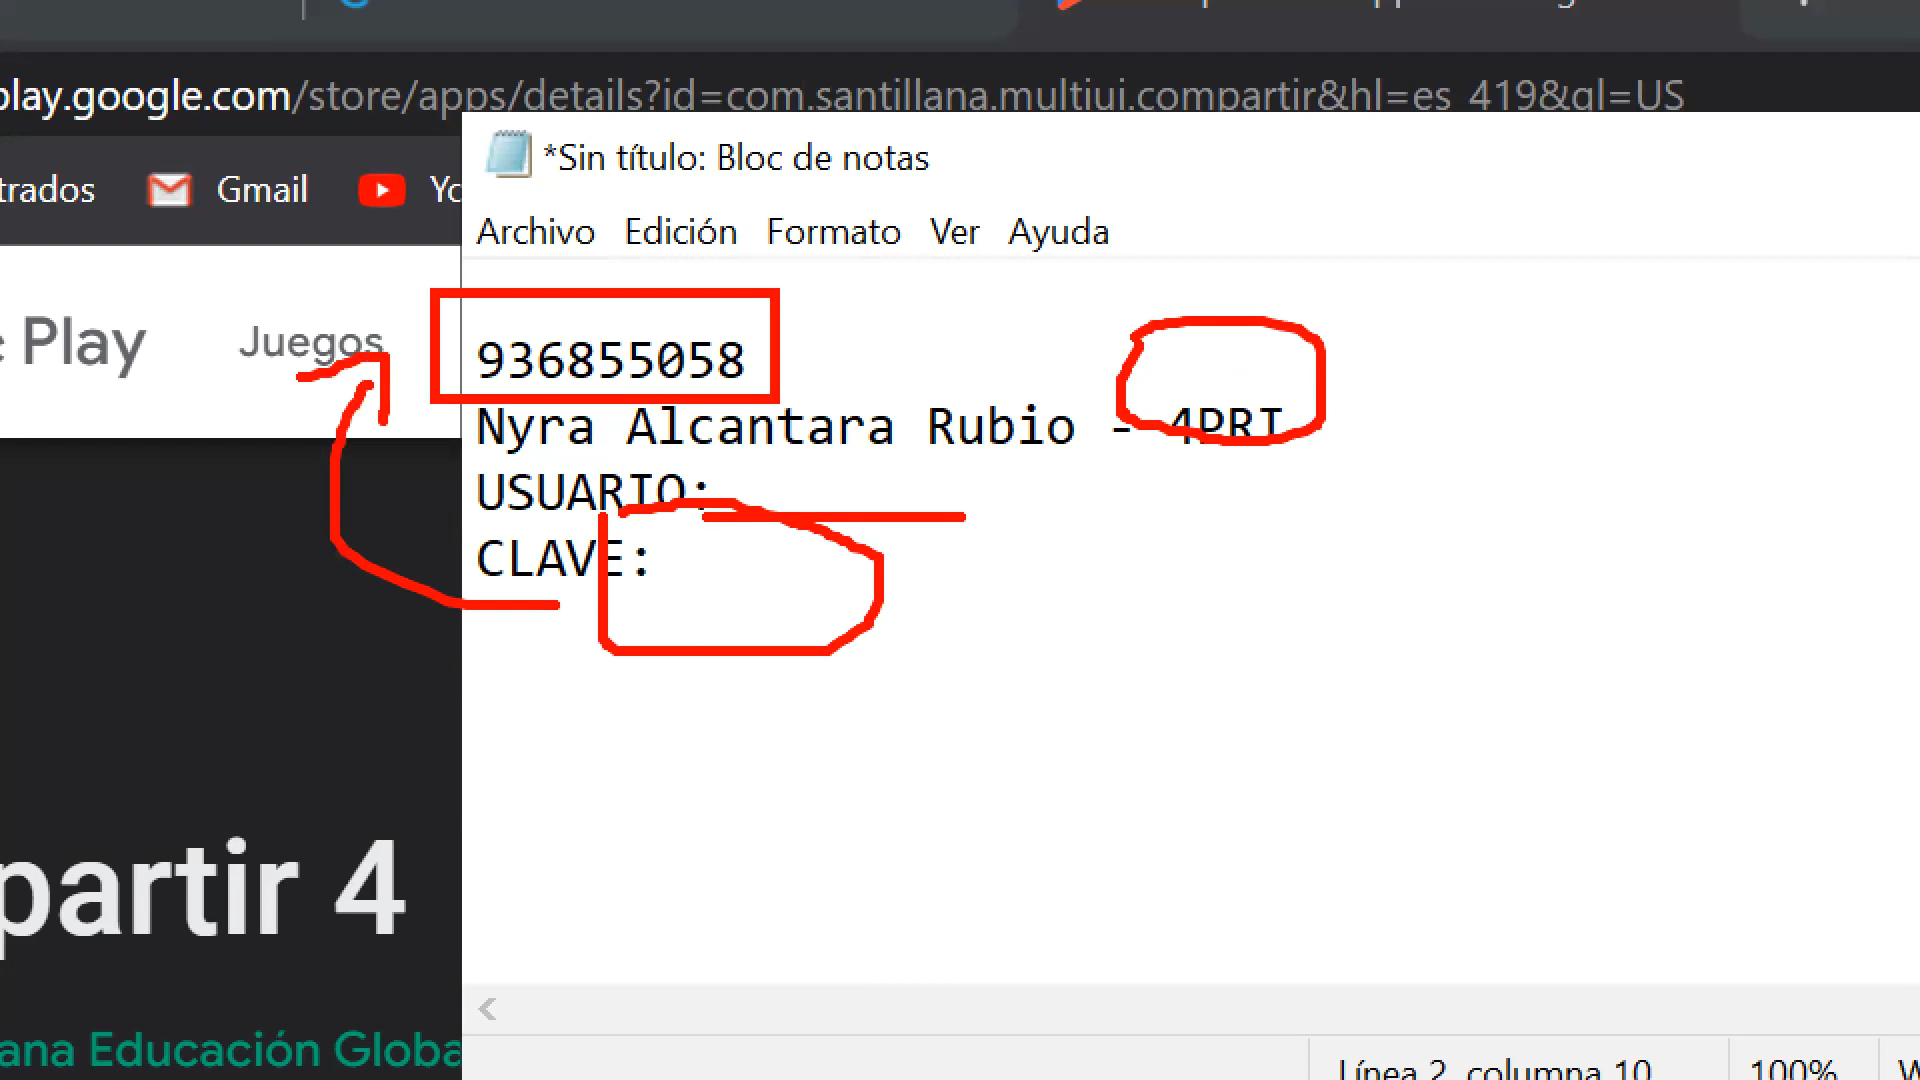 play.google.com/store/apps/details?id=com.santillana.multiui.compartir&hl=es_419&gl=US
*Sin título: Bloc de notas
trados Gmail
Archivo Edición Formato Ver Ayuda
Play Juegos
936855058
Nyra Alcantara Rubio - 4PRI
USUARIO:
CLAVE:
partir 4
ana Educación Globa
Línea 2, columna 10 100%